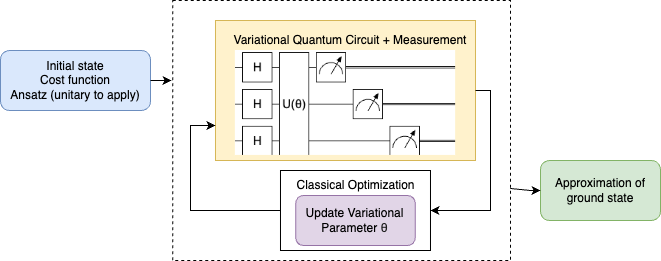 Initial state
Cost function
Ansatz (unitary to apply)
Variational Quantum Circuit + Measurement
H
H
U(θ)
H
Classical Optimization
Update Variational
Parameter θ
Approximation of
ground state